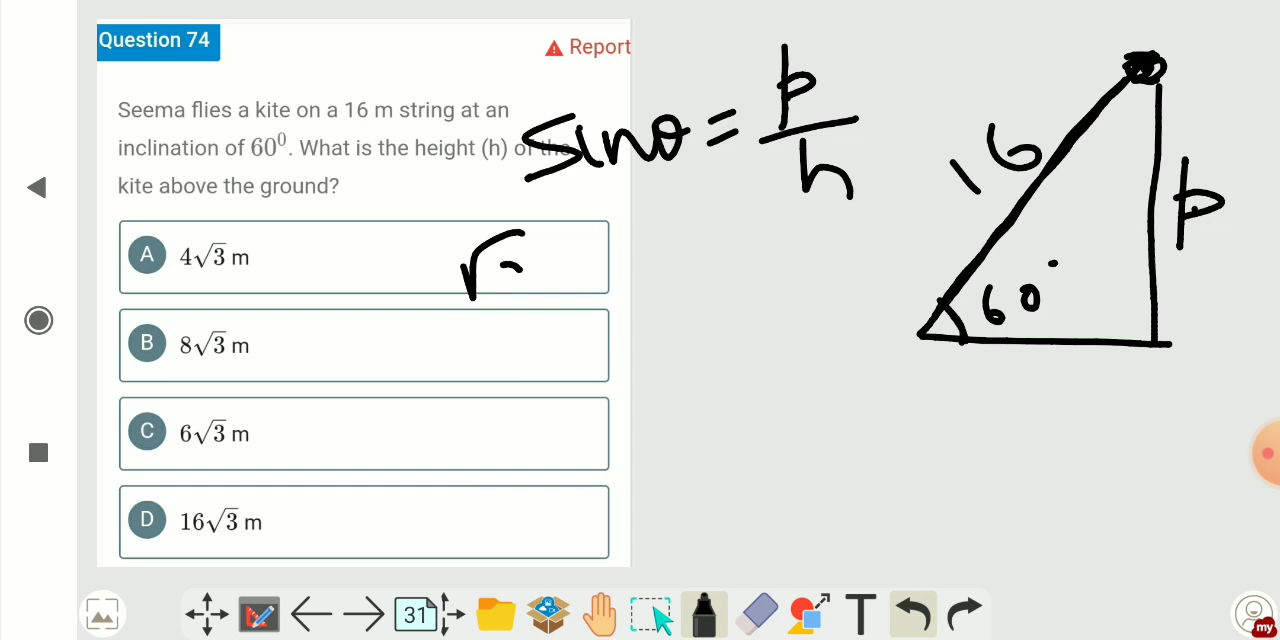 Question 74
Report
Seema flies a kite on a 16 m string at an
inclination of 60⁰. What is the height (h) of the
kite above the ground?
A 4√3 m
B 8√3 m
C 6√3 m
D 16√3 m
sinθ = p/h
16
p
60°
31
T
my